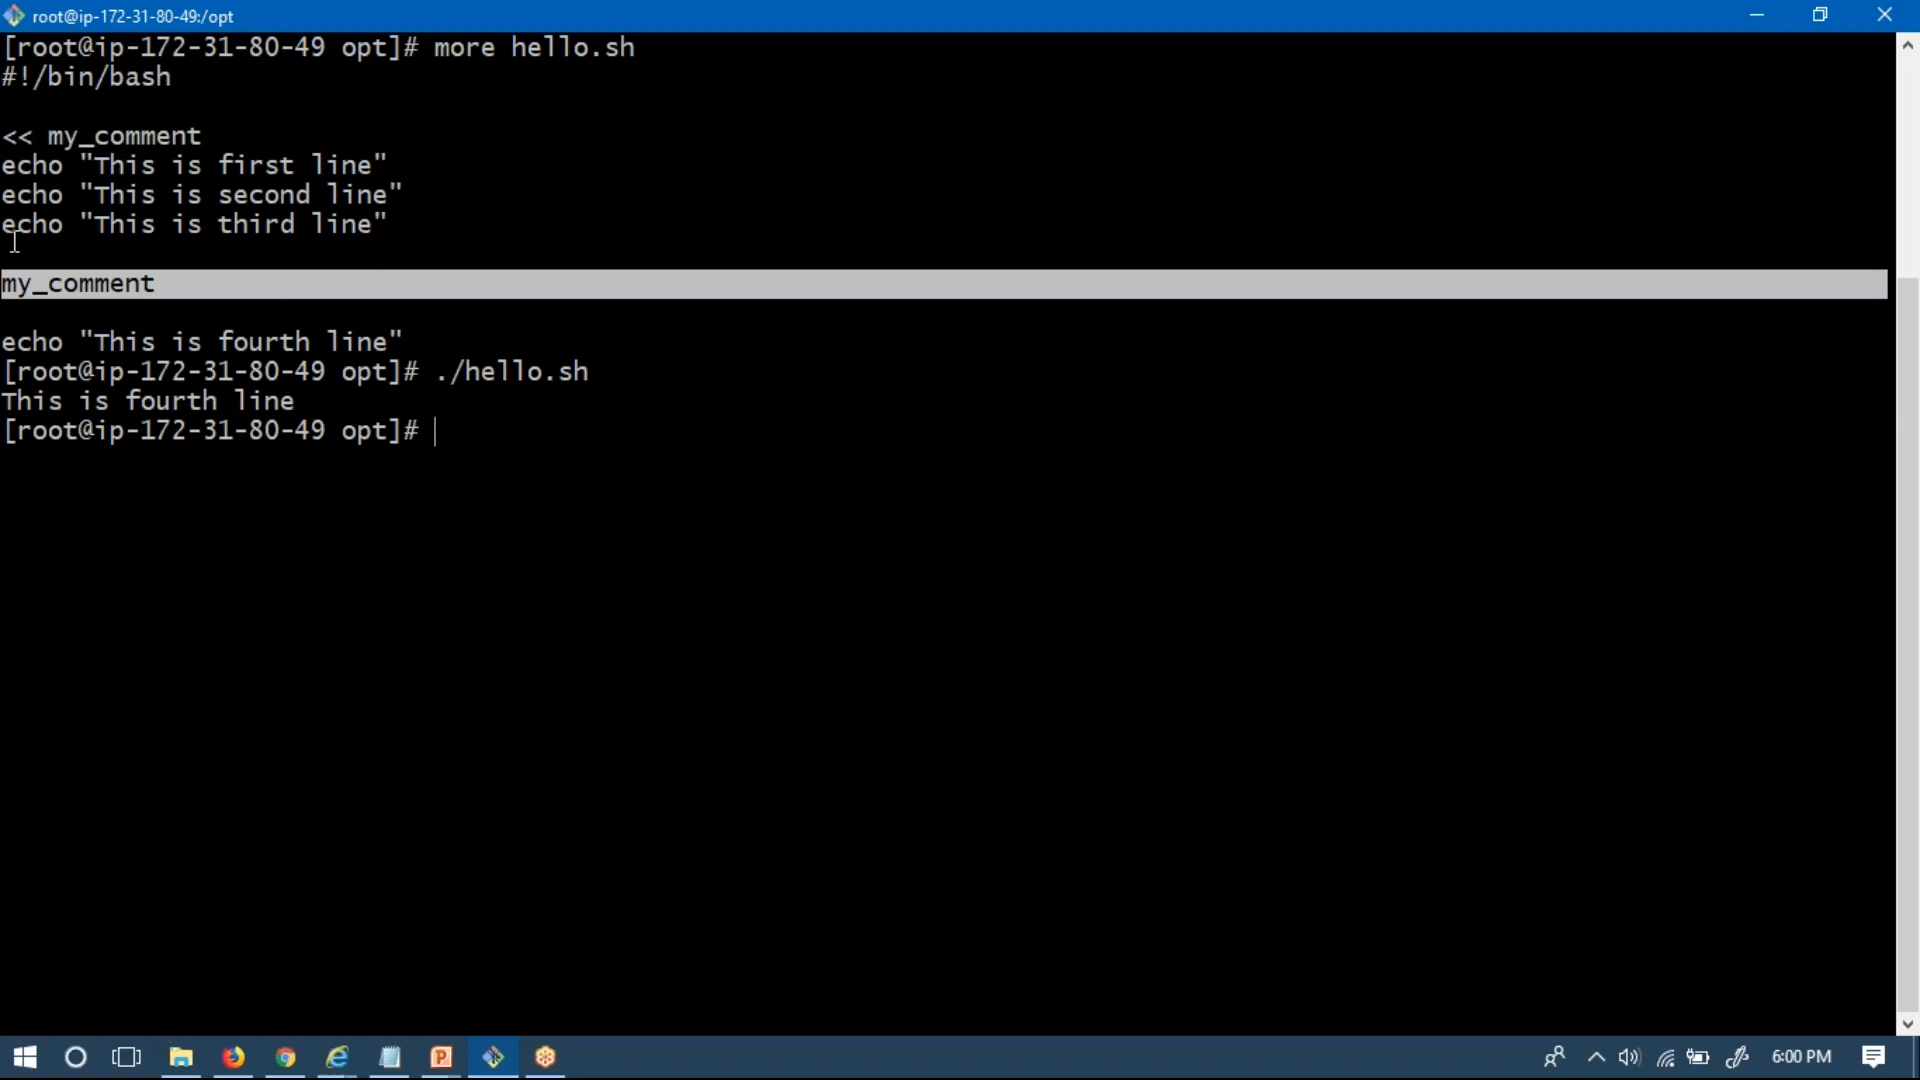 root@ip-172-31-80-49:/opt
[root@ip-172-31-80-49 opt]# more hello.sh
#!/bin/bash
<< my_comment
echo "This is first line"
echo "This is second line"
echo "This is third line"
my_comment
echo "This is fourth line"
[root@ip-172-31-80-49 opt]# ./hello.sh
This is fourth line
[root@ip-172-31-80-49 opt]#
6:00 PM